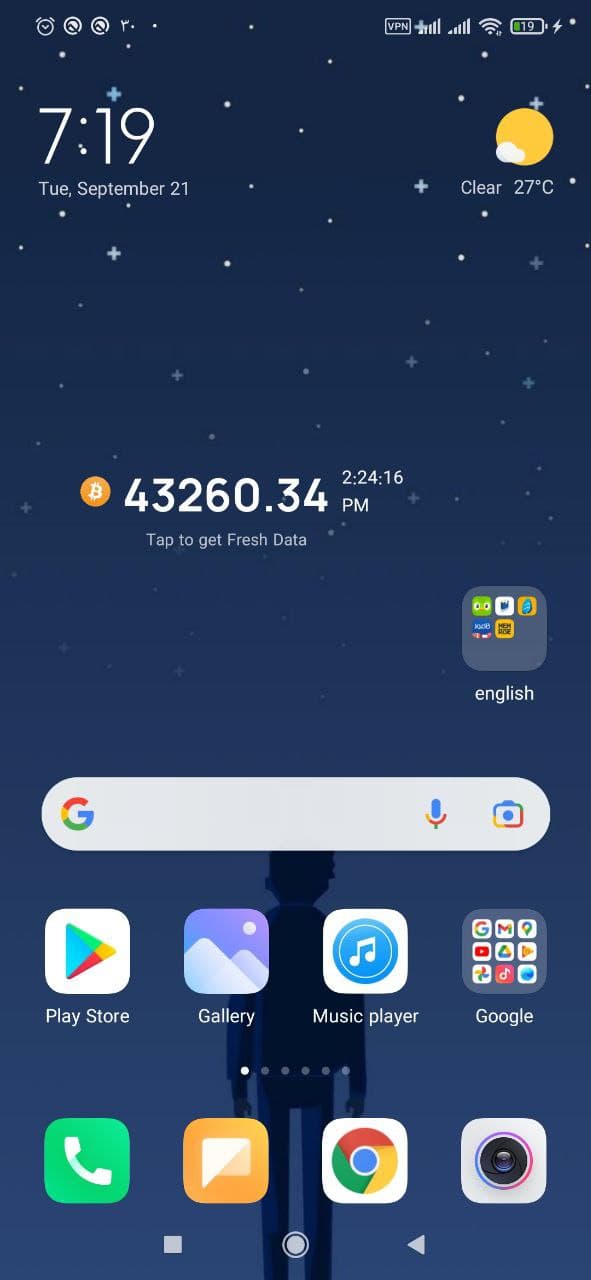 ۳۰
VPN
19
7:19
Tue, September 21
Clear 27°C
43260.34
2:24:16
PM
Tap to get Fresh Data
MEM
RISE
english
Play Store
Gallery
Music player
Google